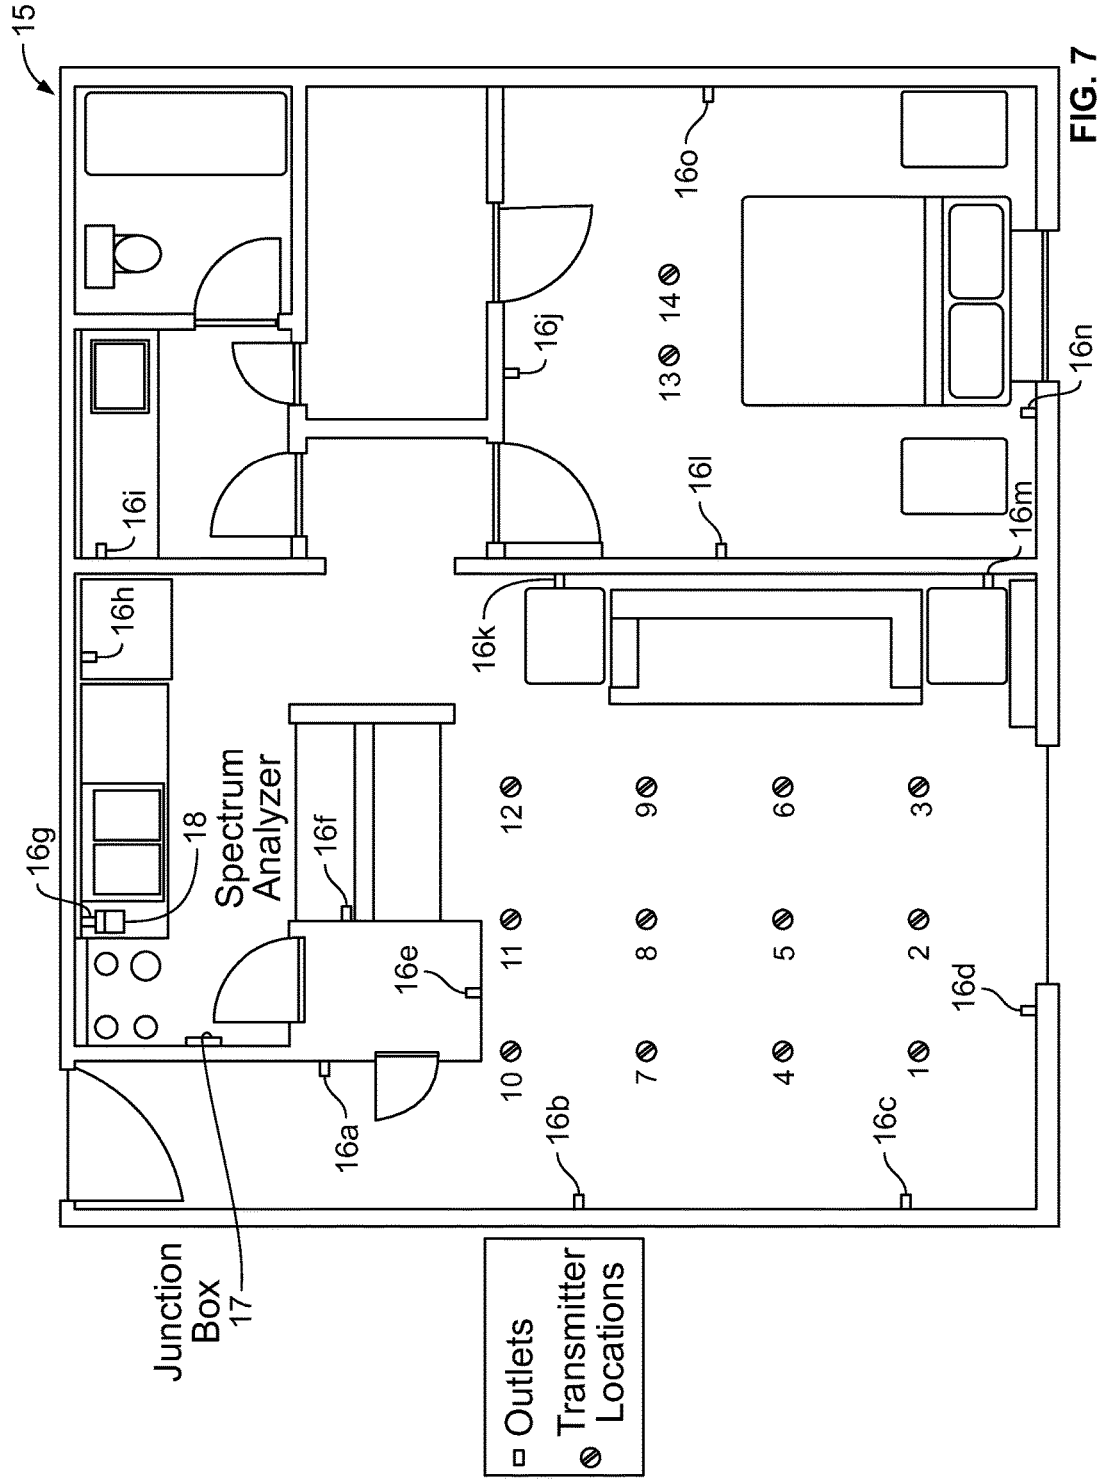 15
16g
16h
16i
Junction
Box
17
18
Spectrum
Analyzer
16f
16a
16e
16k
10
11
12
16j
16b
Outlets
Transmitter
Locations
7
8
9
13
14
16o
16l
4
5
6
16c
1
2
3
16d
16m
16n
FIG. 7